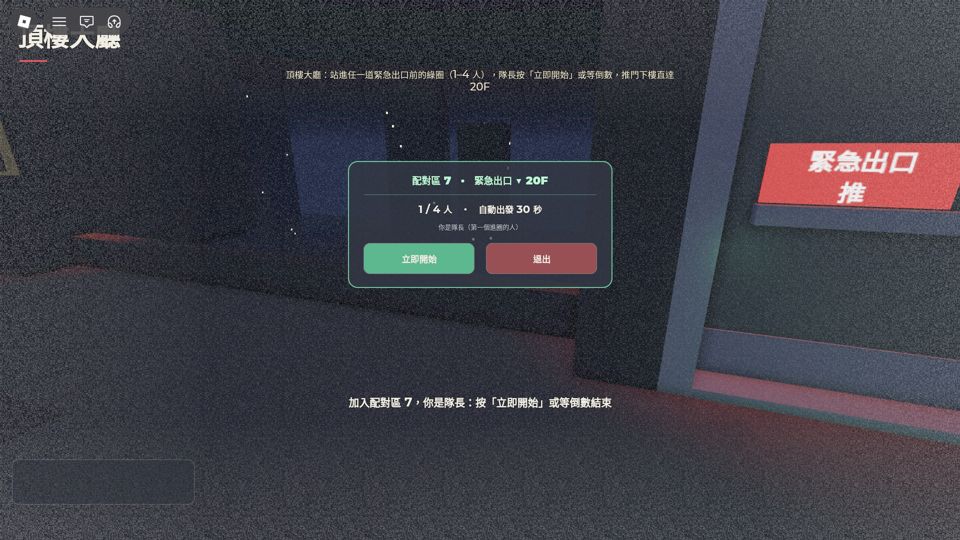 頂樓大廳
頂樓大廳：站進任一道緊急出口前的綠圈（1–4 人），隊長按「立即開始」或等倒數，推門下樓直達
20F
緊急出口
推
配對區 7 • 緊急出口 ▼ 20F
1 / 4 人 • 自動出發 30 秒
你是隊長（第一個進圈的人）
立即開始
退出
加入配對區 7，你是隊長：按「立即開始」或等倒數結束